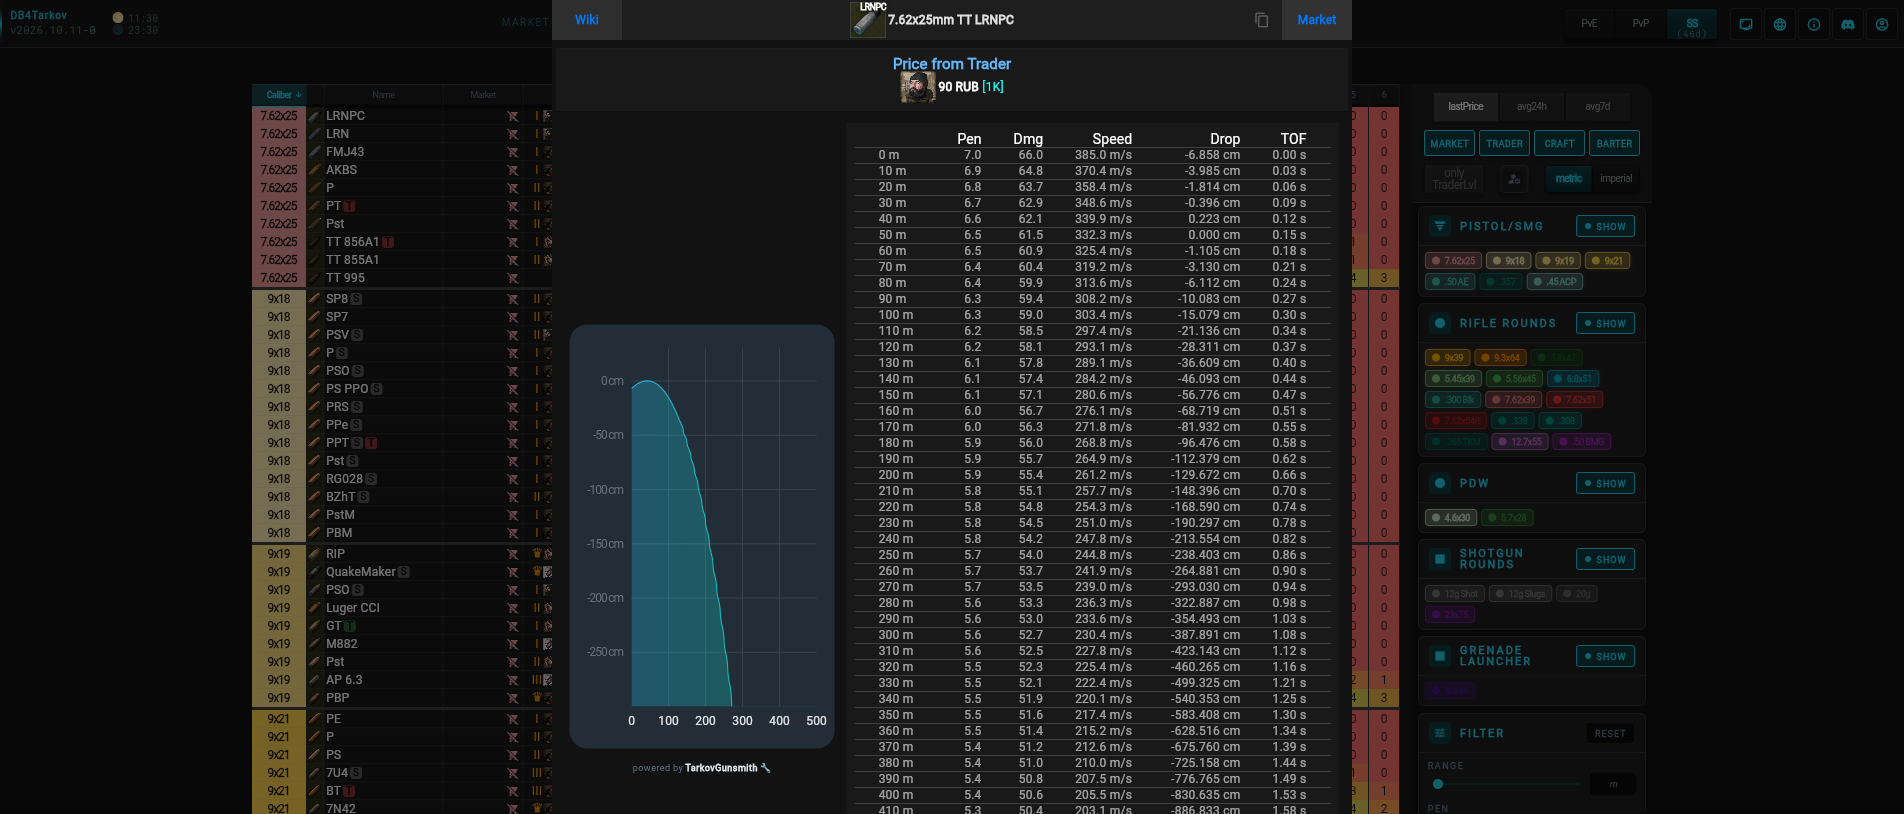 DB4Tarkov
v2026.10.11-0
11:30
23:30
MARKET
Wiki
LRNPC
7.62x25mm TT LRNPC
Market
PvE
PvP
SS
(46d)
Price from Trader
90 RUB [1K]
Caliber ↓ Name Market
7.62x25 LRNPC I
7.62x25 LRN I
7.62x25 FMJ43 I
7.62x25 AKBS I
7.62x25 P II
7.62x25 PT T II
7.62x25 Pst II
7.62x25 TT 856A1 T I
7.62x25 TT 855A1 II
7.62x25 TT 995
9x18 SP8 S II
9x18 SP7 II
9x18 PSV S II
9x18 P S I
9x18 PSO S I
9x18 PS PPO S I
9x18 PRS S I
9x18 PPe S I
9x18 PPT S T II
9x18 Pst S I
9x18 RG028 S I
9x18 BZhT S II
9x18 PstM I
9x18 PBM I
9x19 RIP
9x19 QuakeMaker S
9x19 PSO S I
9x19 Luger CCI II
9x19 GT T I
9x19 M882 I
9x19 Pst II
9x19 AP 6.3 III
9x19 PBP
9x21 PE I
9x21 P II
9x21 PS II
9x21 7U4 S III
9x21 BT T III
9x21 7N42
0cm
-50cm
-100cm
-150cm
-200cm
-250cm
0 100 200 300 400 500
powered by TarkovGunsmith
Pen Dmg Speed Drop TOF
0 m 7.0 66.0 385.0 m/s -6.858 cm 0.00 s
10 m 6.9 64.8 370.4 m/s -3.985 cm 0.03 s
20 m 6.8 63.7 358.4 m/s -1.814 cm 0.06 s
30 m 6.7 62.9 348.6 m/s -0.396 cm 0.09 s
40 m 6.6 62.1 339.9 m/s 0.223 cm 0.12 s
50 m 6.5 61.5 332.3 m/s 0.000 cm 0.15 s
60 m 6.5 60.9 325.4 m/s -1.105 cm 0.18 s
70 m 6.4 60.4 319.2 m/s -3.130 cm 0.21 s
80 m 6.4 59.9 313.6 m/s -6.112 cm 0.24 s
90 m 6.3 59.4 308.2 m/s -10.083 cm 0.27 s
100 m 6.3 59.0 303.4 m/s -15.079 cm 0.30 s
110 m 6.2 58.5 297.4 m/s -21.136 cm 0.34 s
120 m 6.2 58.1 293.1 m/s -28.311 cm 0.37 s
130 m 6.1 57.8 289.1 m/s -36.609 cm 0.40 s
140 m 6.1 57.4 284.2 m/s -46.093 cm 0.44 s
150 m 6.1 57.1 280.6 m/s -56.776 cm 0.47 s
160 m 6.0 56.7 276.1 m/s -68.719 cm 0.51 s
170 m 6.0 56.3 271.8 m/s -81.932 cm 0.55 s
180 m 5.9 56.0 268.8 m/s -96.476 cm 0.58 s
190 m 5.9 55.7 264.9 m/s -112.379 cm 0.62 s
200 m 5.9 55.4 261.2 m/s -129.672 cm 0.66 s
210 m 5.8 55.1 257.7 m/s -148.396 cm 0.70 s
220 m 5.8 54.8 254.3 m/s -168.590 cm 0.74 s
230 m 5.8 54.5 251.0 m/s -190.297 cm 0.78 s
240 m 5.8 54.2 247.8 m/s -213.554 cm 0.82 s
250 m 5.7 54.0 244.8 m/s -238.403 cm 0.86 s
260 m 5.7 53.7 241.9 m/s -264.881 cm 0.90 s
270 m 5.7 53.5 239.0 m/s -293.030 cm 0.94 s
280 m 5.6 53.3 236.3 m/s -322.887 cm 0.98 s
290 m 5.6 53.0 233.6 m/s -354.493 cm 1.03 s
300 m 5.6 52.7 230.4 m/s -387.891 cm 1.08 s
310 m 5.6 52.5 227.8 m/s -423.143 cm 1.12 s
320 m 5.5 52.3 225.4 m/s -460.265 cm 1.16 s
330 m 5.5 52.1 222.4 m/s -499.325 cm 1.21 s
340 m 5.5 51.9 220.1 m/s -540.353 cm 1.25 s
350 m 5.5 51.6 217.4 m/s -583.408 cm 1.30 s
360 m 5.5 51.4 215.2 m/s -628.516 cm 1.34 s
370 m 5.4 51.2 212.6 m/s -675.760 cm 1.39 s
380 m 5.4 51.0 210.0 m/s -725.158 cm 1.44 s
390 m 5.4 50.8 207.5 m/s -776.765 cm 1.49 s
400 m 5.4 50.6 205.5 m/s -830.635 cm 1.53 s
410 m 5.3 50.4 203.1 m/s -886.833 cm 1.58 s
lastPrice avg24h avg7d
MARKET TRADER CRAFT BARTER
only
TraderLvl
metric imperial
PISTOL/SMG SHOW
7.62x25 9x18 9x19 9x21
.50AE .357 .45 ACP
RIFLE ROUNDS SHOW
9x39 9.3x64
5.45x39 5.56x45 6.8x51
.300 Blk 7.62x39 7.62x51
7.62x54R .338 .308
12.7x55 .50 BMG
PDW SHOW
4.6x30 5.7x28
SHOTGUN
ROUNDS
SHOW
12g Shot 12g Slugs 20g
23x75
GRENADE
LAUNCHER
SHOW
FILTER RESET
RANGE
m
PEN